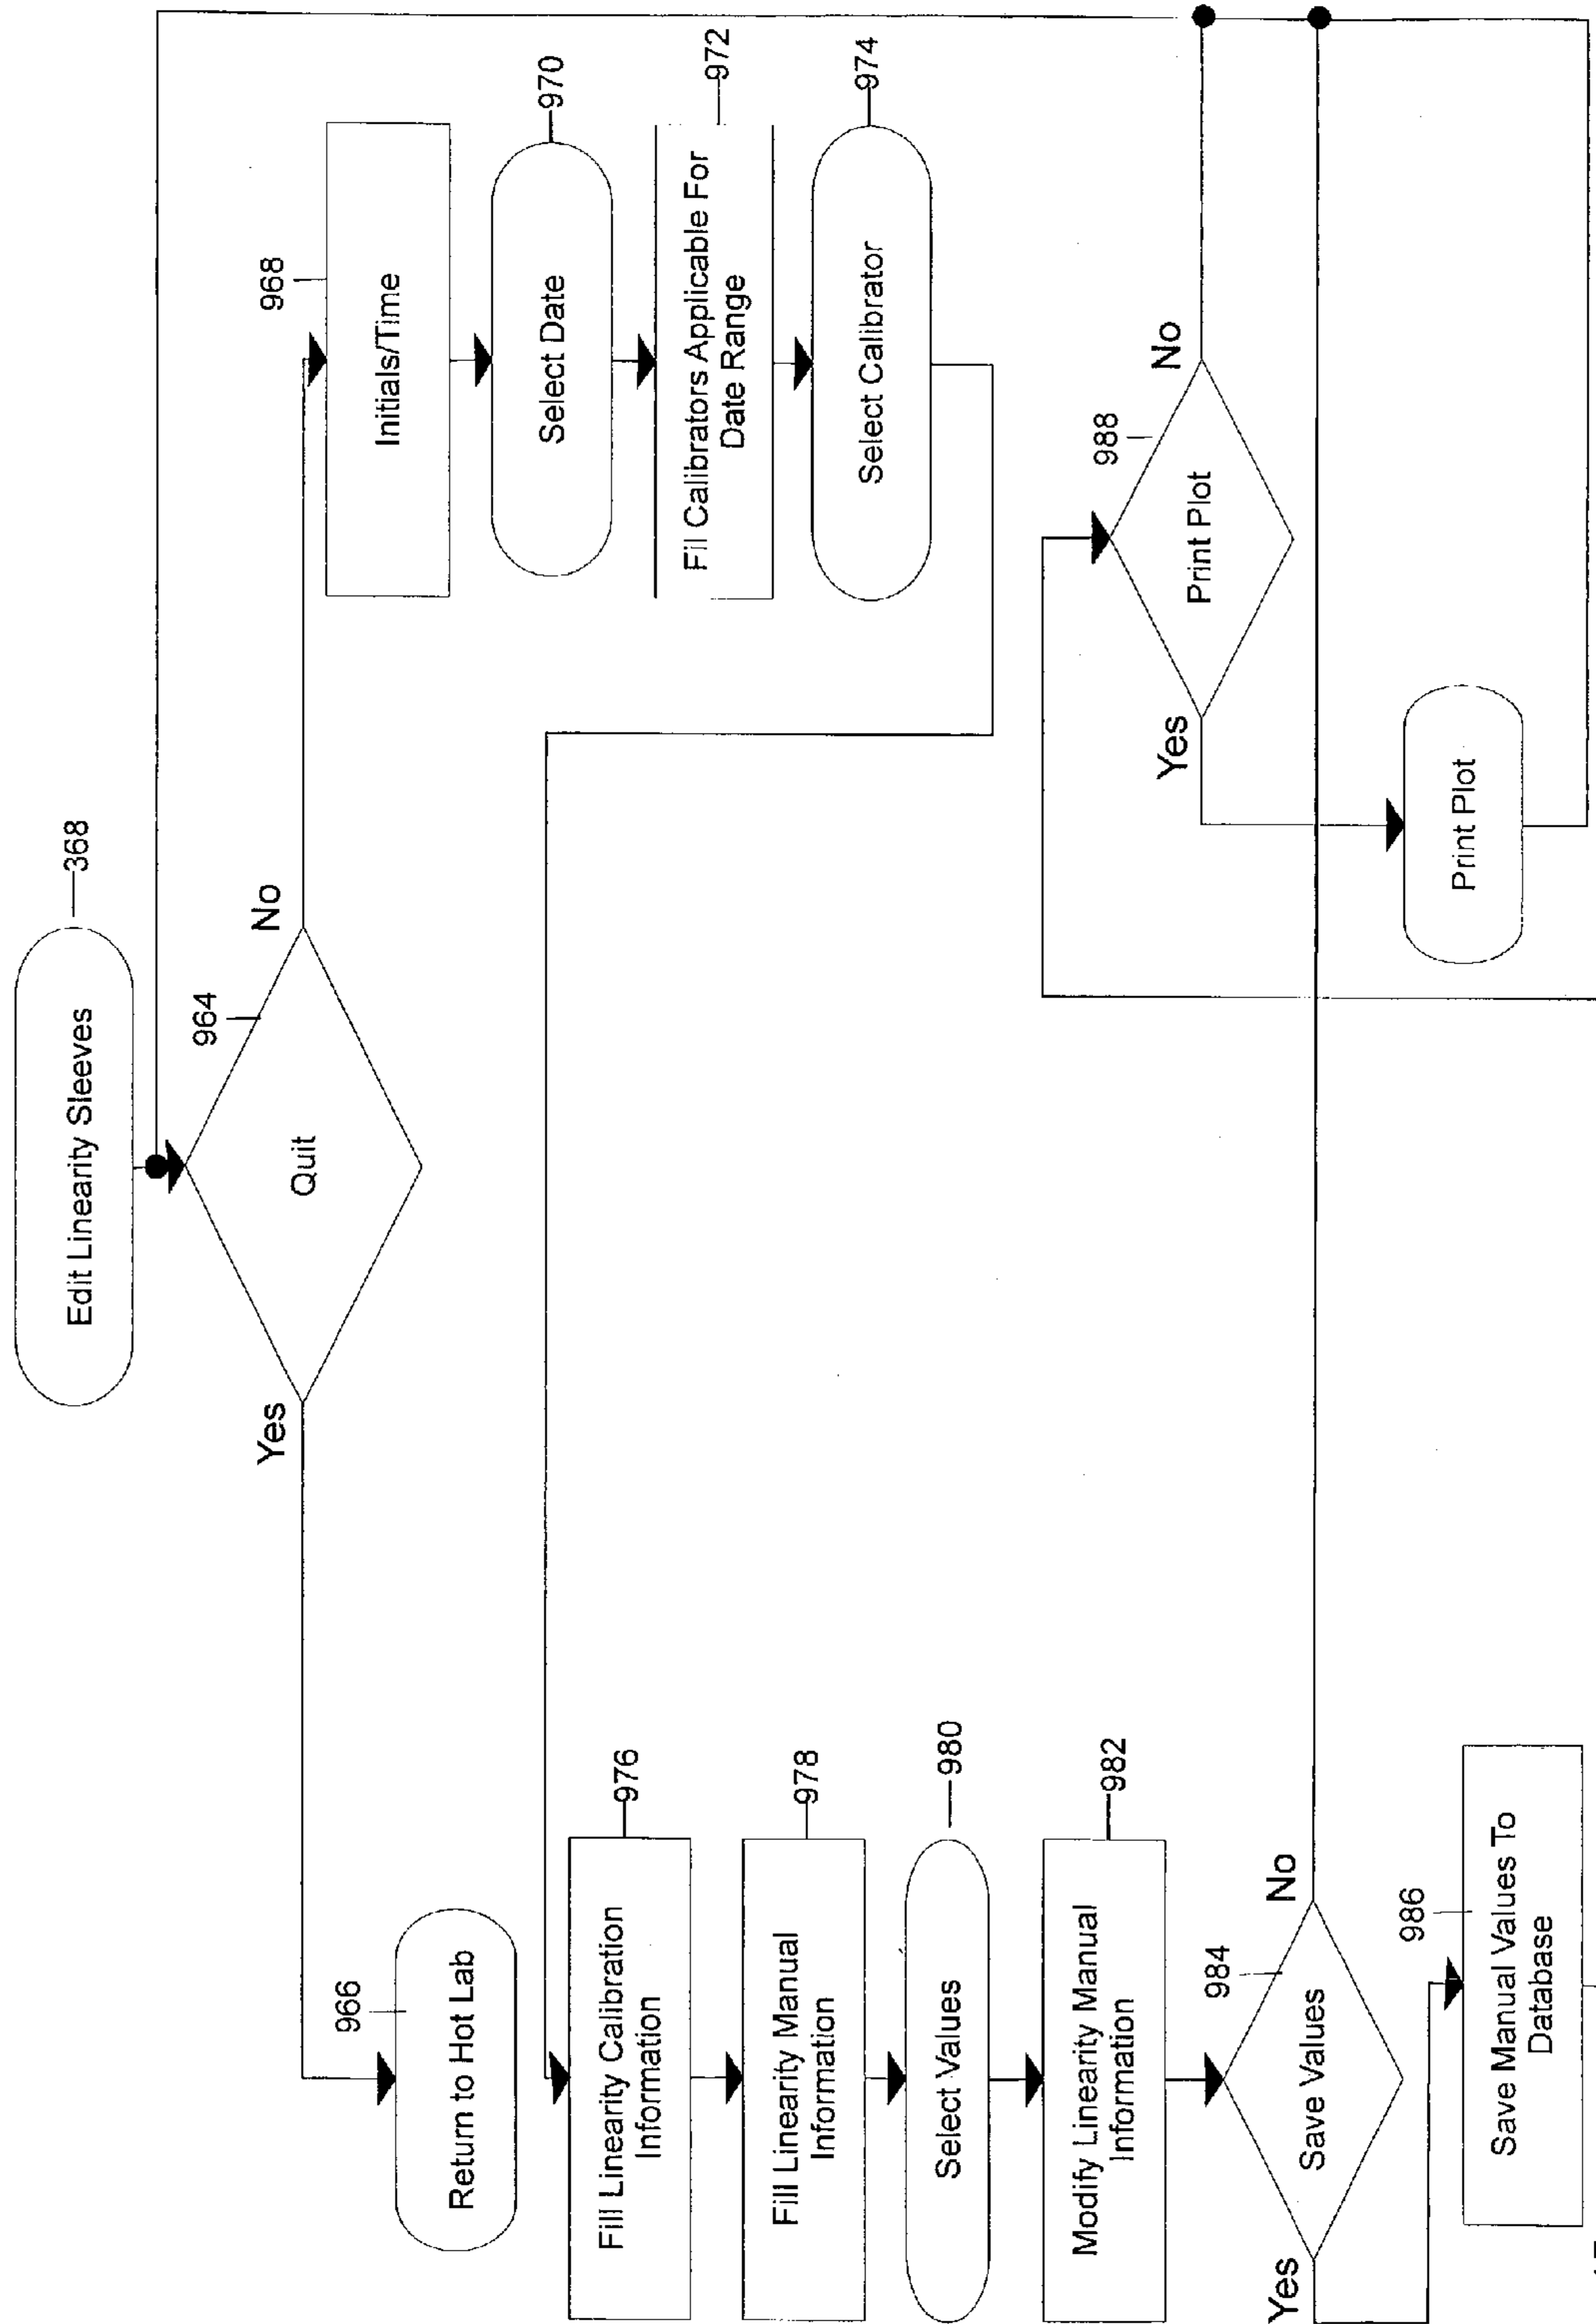 Edit Linearity Sleeves
368
964
Quit
Yes
No
966
Return to Hot Lab
968
Initials/Time
Select Date
970
Fil Calibrators Applicable For
Date Range
972
Select Calibrator
974
Fill Linearity Calibration
Information
976
Fill Linearity Manual
Information
978
Select Values
980
Modify Linearity Manual
Information
982
984
Save Values
Yes
No
986
Save Manual Values To
Database
988
Print Plot
Yes
No
Print Plot